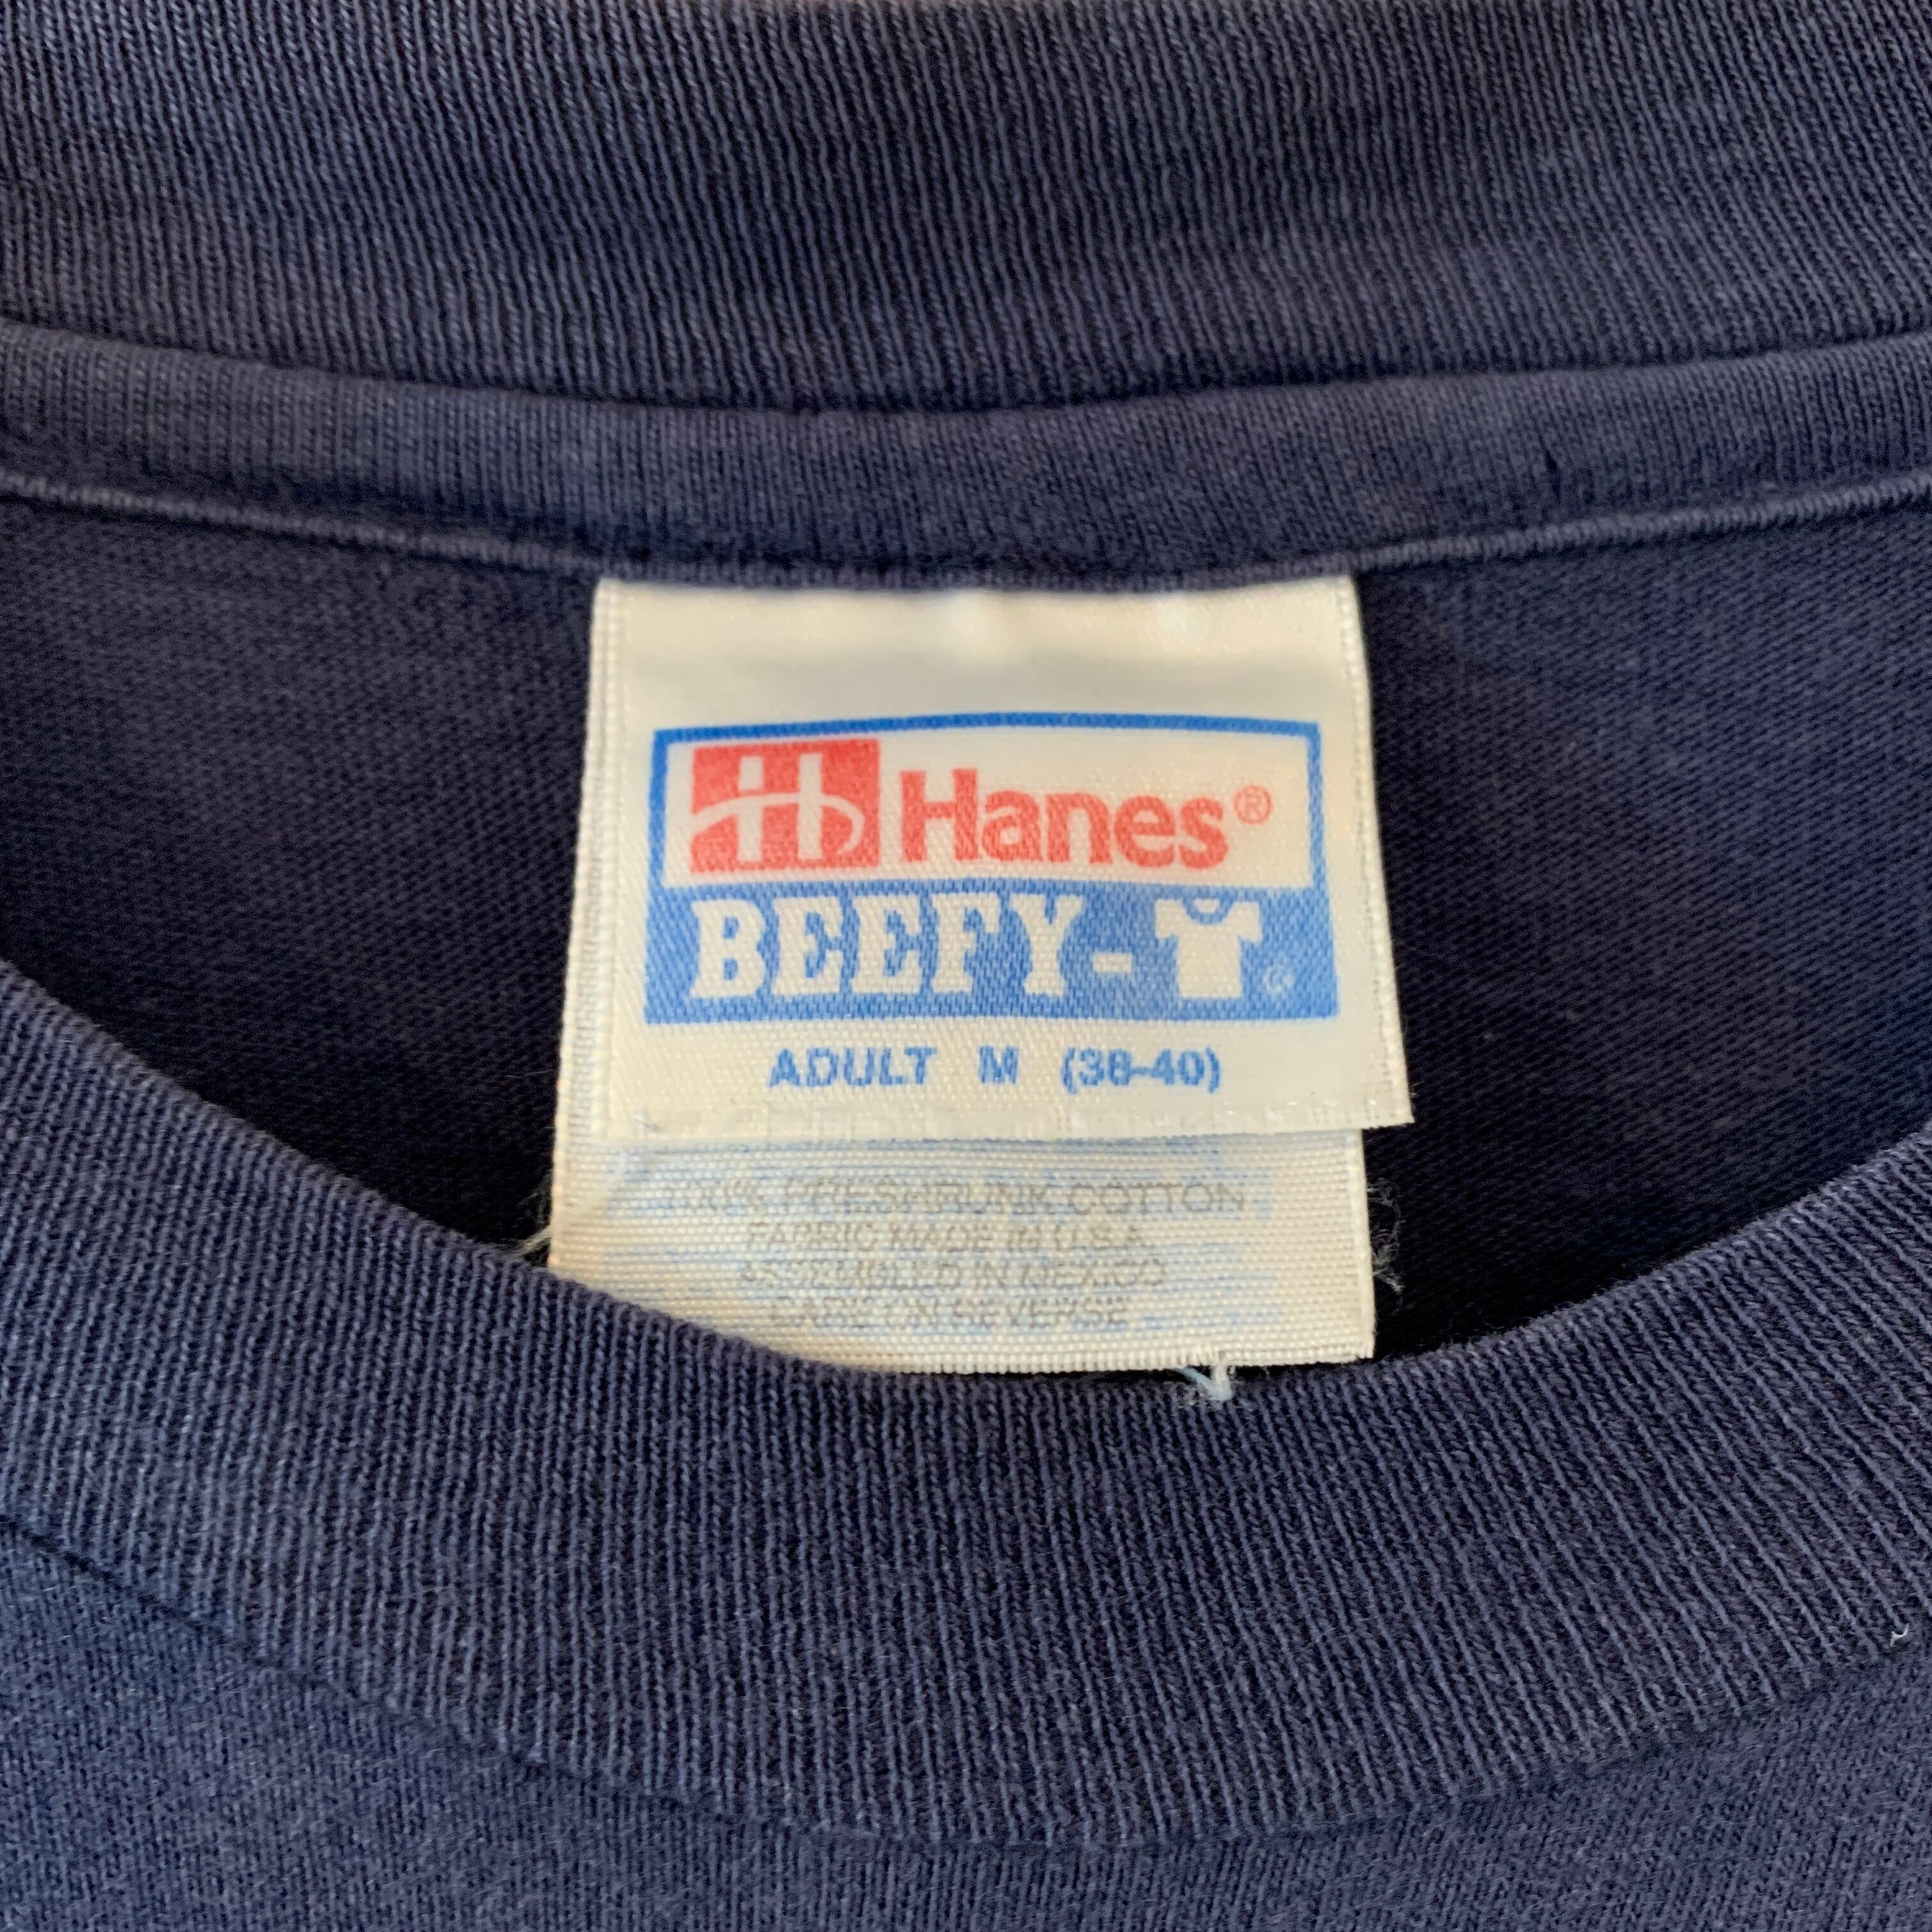 Hanes®
BEEFY-
ADULT M (38-40)
100% PRESHRUNK COTTON
FABRIC MADE IN U.S.A.
ASSEMBLED IN MEXICO
CARE ON REVERSE